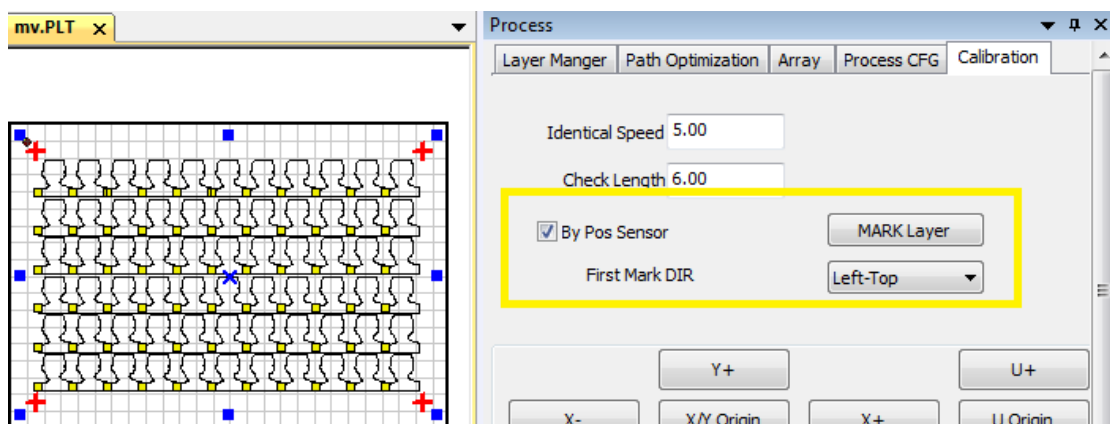 mv.PLT x
Process
Layer Manger Path Optimization Array Process CFG Calibration
Identical Speed 5.00
Check Length 6.00
By Pos Sensor MARK Layer
First Mark DIR Left-Top
Y+ U+
X- X/Y Origin X+ U Origin